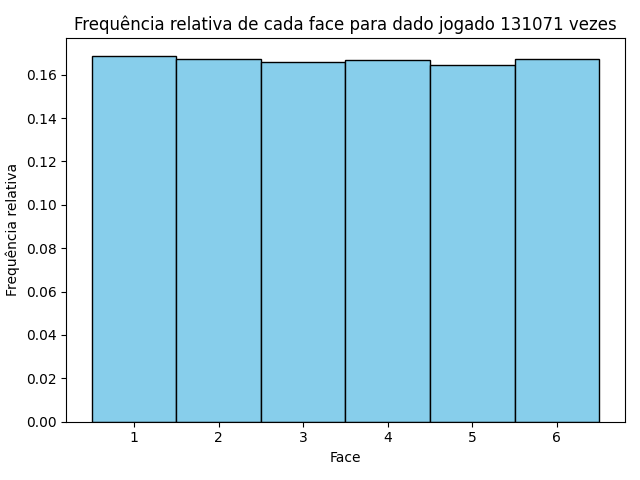 Frequência relativa de cada face para dado jogado 131071 vezes
Frequência relativa
0.16
0.14
0.12
0.10
0.08
0.06
0.04
0.02
0.00
1 2 3 4 5 6
Face